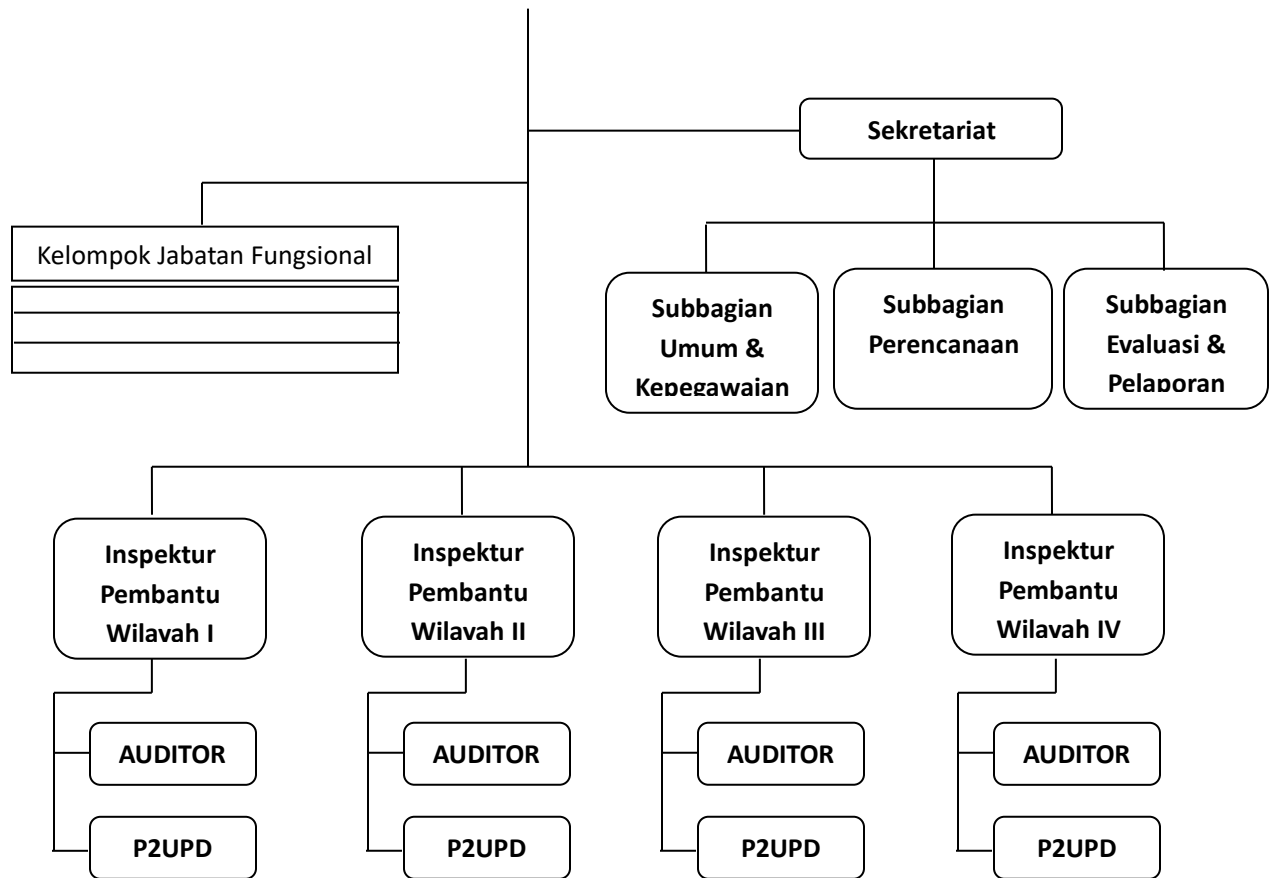 Sekretariat
Kelompok Jabatan Fungsional
Subbagian
Umum &
Kepegawaian
Subbagian
Perencanaan
Subbagian
Evaluasi &
Pelaporan
Inspektur
Pembantu
Wilayah I
Inspektur
Pembantu
Wilayah II
Inspektur
Pembantu
Wilayah III
Inspektur
Pembantu
Wilayah IV
AUDITOR
AUDITOR
AUDITOR
AUDITOR
P2UPD
P2UPD
P2UPD
P2UPD